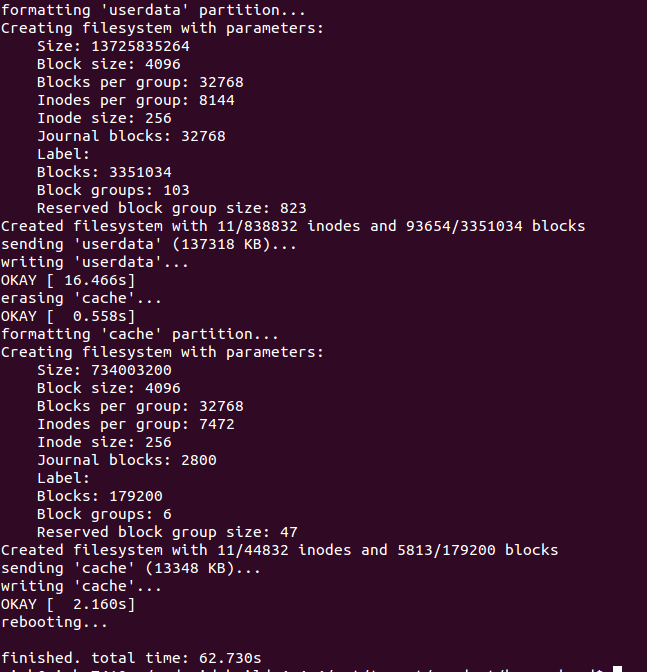 formatting 'userdata' partition...
Creating filesystem with parameters:
    Size: 13725835264
    Block size: 4096
    Blocks per group: 32768
    Inodes per group: 8144
    Inode size: 256
    Journal blocks: 32768
    Label:
    Blocks: 3351034
    Block groups: 103
    Reserved block group size: 823
Created filesystem with 11/838832 inodes and 93654/3351034 blocks
sending 'userdata' (137318 KB)...
writing 'userdata'...
OKAY [ 16.466s]
erasing 'cache'...
OKAY [  0.558s]
formatting 'cache' partition...
Creating filesystem with parameters:
    Size: 734003200
    Block size: 4096
    Blocks per group: 32768
    Inodes per group: 7472
    Inode size: 256
    Journal blocks: 2800
    Label:
    Blocks: 179200
    Block groups: 6
    Reserved block group size: 47
Created filesystem with 11/44832 inodes and 5813/179200 blocks
sending 'cache' (13348 KB)...
writing 'cache'...
OKAY [  2.160s]
rebooting...

finished. total time: 62.730s